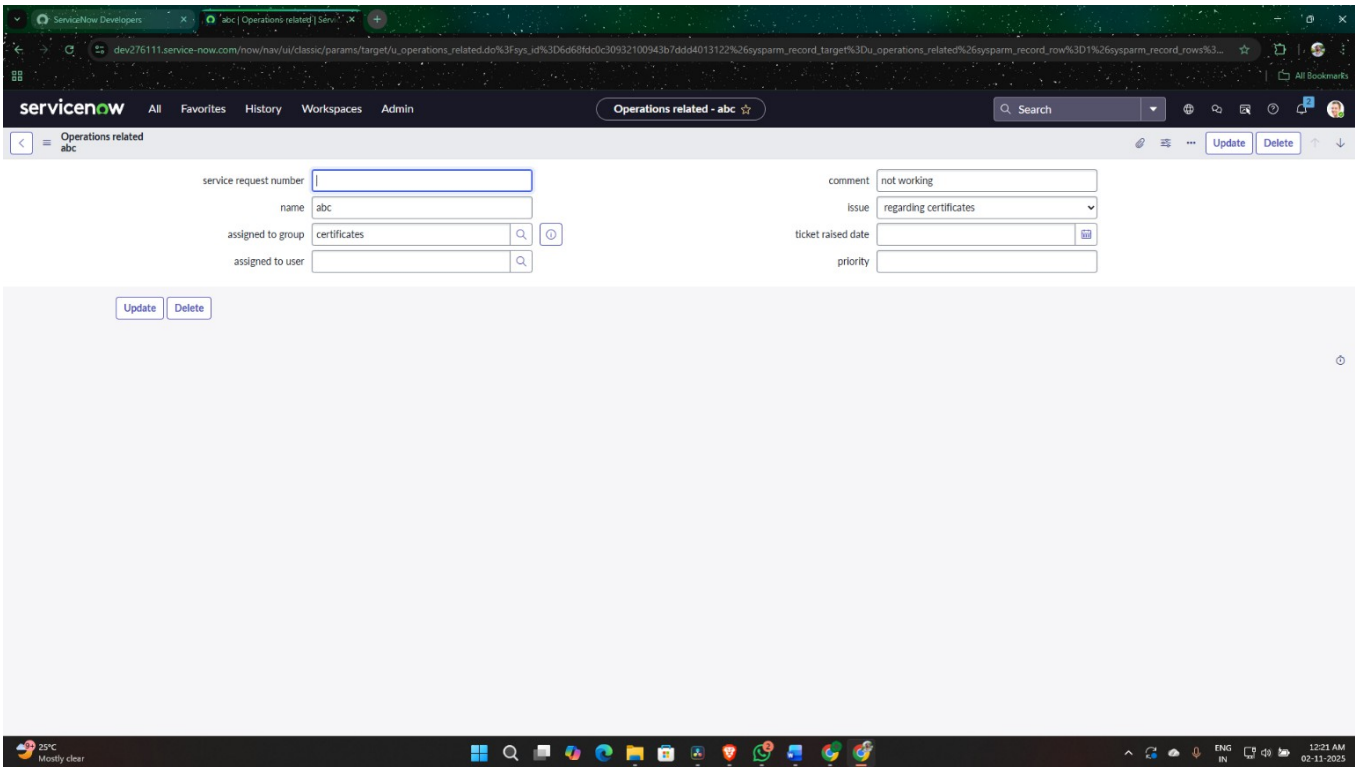 ServiceNow Developers
abc | Operations related | Serv
dev276111.service-now.com/now/nav/ui/classic/params/target/u_operations_related.do%3Fsys_id%3D6d68fdc0c30932100943b7ddd4013122%26sysparm_record_target%3Du_operations_related%26sysparm_record_row%3D1%26sysparm_record_rows%3...
All Bookmarks
servicenow All Favorites History Workspaces Admin Operations related - abc Search 2
Operations related
abc
Update Delete
service request number
comment not working
name abc
issue regarding certificates
assigned to group certificates
ticket raised date
assigned to user
priority
Update Delete
25°C
Mostly clear
ENG
IN
12:21 AM
02-11-2025